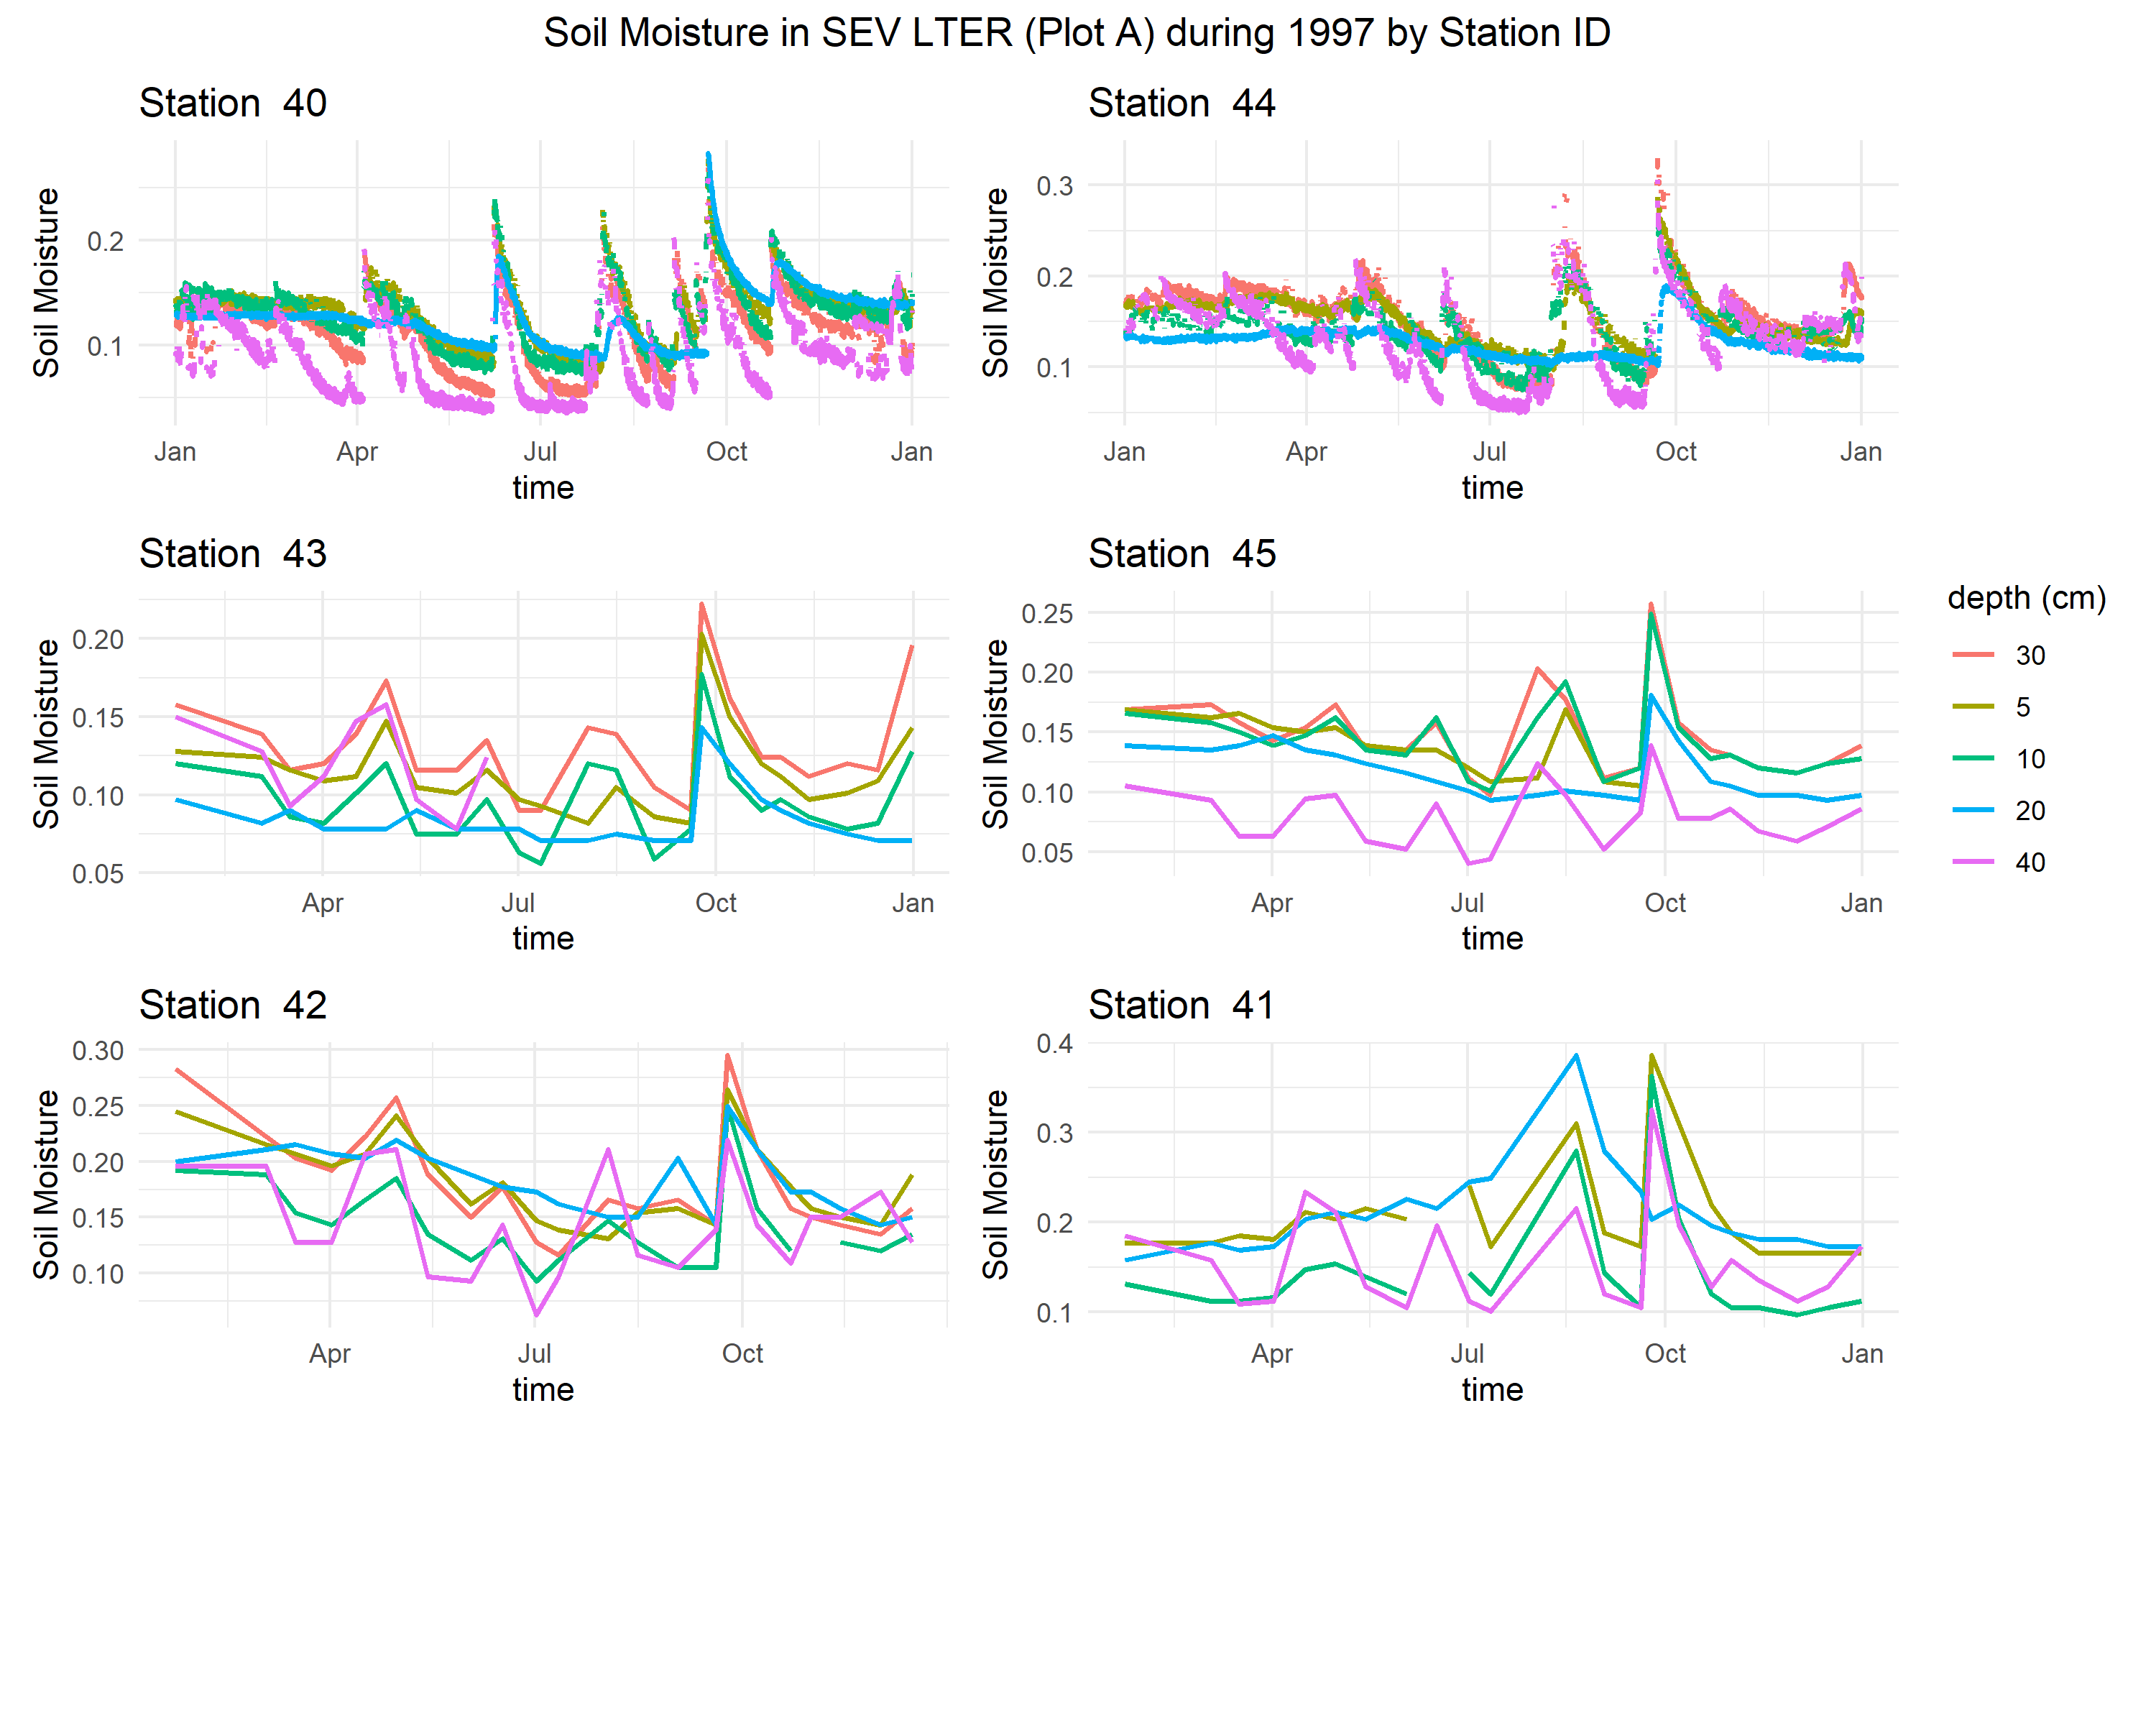 Soil Moisture in SEV LTER (Plot A) during 1997 by Station ID
Station 40
Soil Moisture
0.2
0.1
Jan Apr Jul Oct Jan
time
Station 44
Soil Moisture
0.3
0.2
0.1
Jan Apr Jul Oct Jan
time
Station 43
Soil Moisture
0.20
0.15
0.10
0.05
Apr Jul Oct Jan
time
Station 45
Soil Moisture
0.25
0.20
0.15
0.10
0.05
Apr Jul Oct Jan
time
depth (cm)
30
5
10
20
40
Station 42
Soil Moisture
0.30
0.25
0.20
0.15
0.10
Apr Jul Oct
time
Station 41
Soil Moisture
0.4
0.3
0.2
0.1
Apr Jul Oct Jan
time